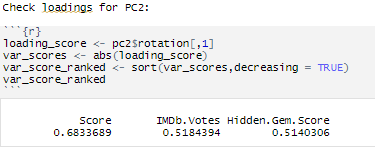 Check loadings for PC2:
```{r}
loading_score <- pc2$rotation[,1]
var_scores <- abs(loading_score)
var_score_ranked <- sort(var_scores,decreasing = TRUE)
var_score_ranked
```
Score IMDb.Votes Hidden.Gem.Score
0.6833689 0.5184394 0.5140306